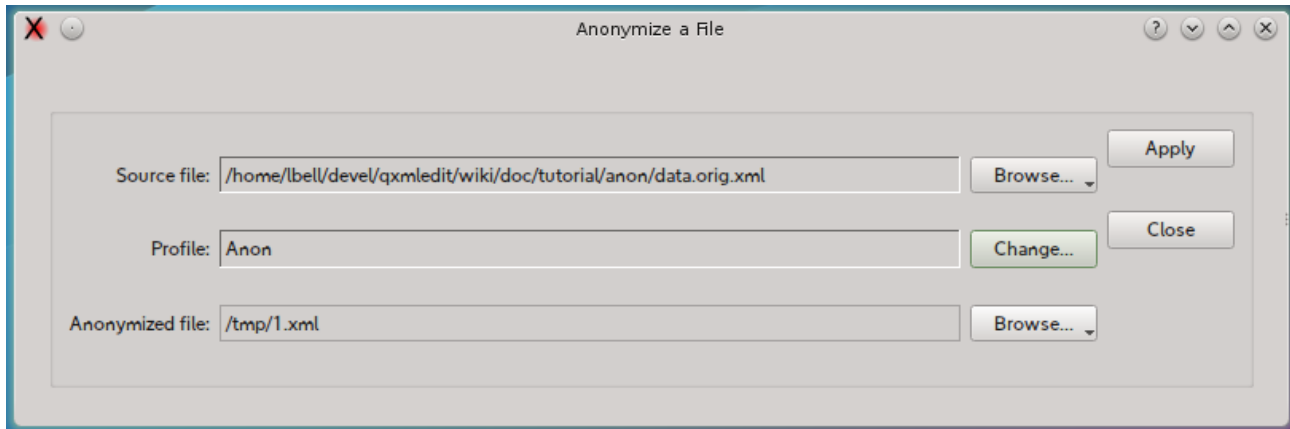 Anonymize a File
Source file: /home/lbell/devel/qxmledit/wiki/doc/tutorial/anon/data.orig.xml Browse... Apply
Profile: Anon Change... Close
Anonymized file: /tmp/1.xml Browse...